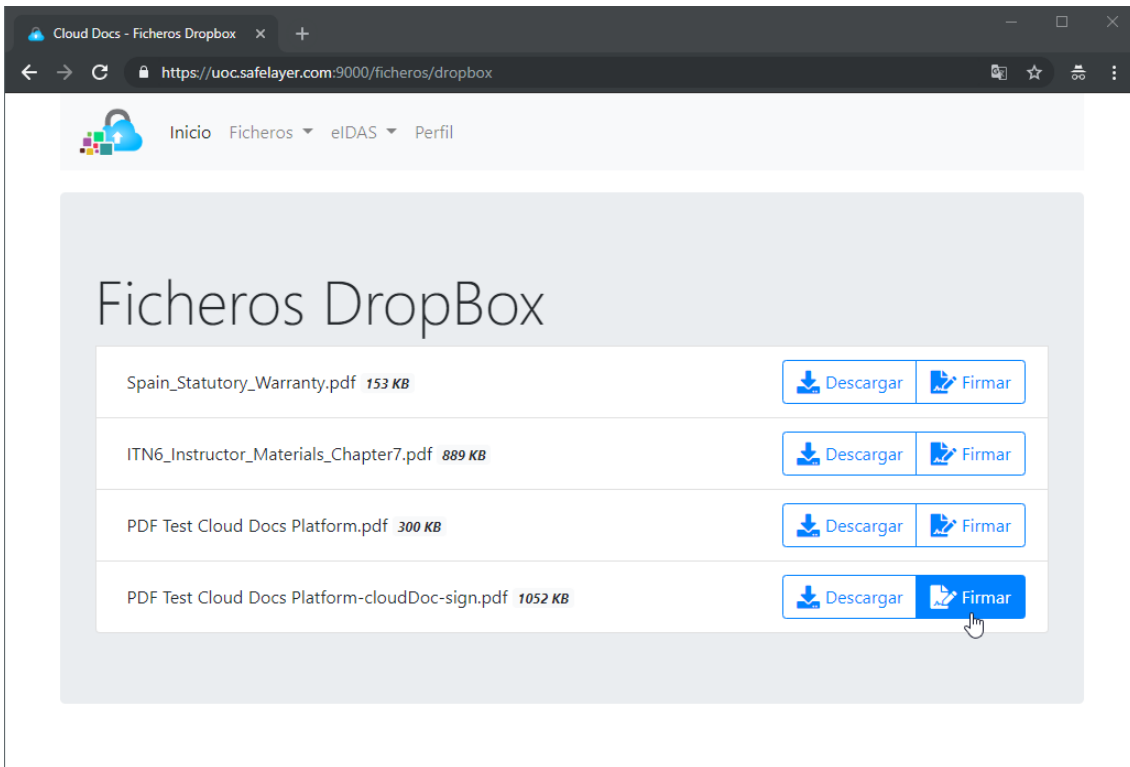 Cloud Docs - Ficheros Dropbox
https://uoc.safelayer.com:9000/ficheros/dropbox
Inicio Ficheros eIDAS Perfil
Ficheros DropBox
Spain_Statutory_Warranty.pdf 153 KB Descargar Firmar
ITN6_Instructor_Materials_Chapter7.pdf 889 KB Descargar Firmar
PDF Test Cloud Docs Platform.pdf 300 KB Descargar Firmar
PDF Test Cloud Docs Platform-cloudDoc-sign.pdf 1052 KB Descargar Firmar